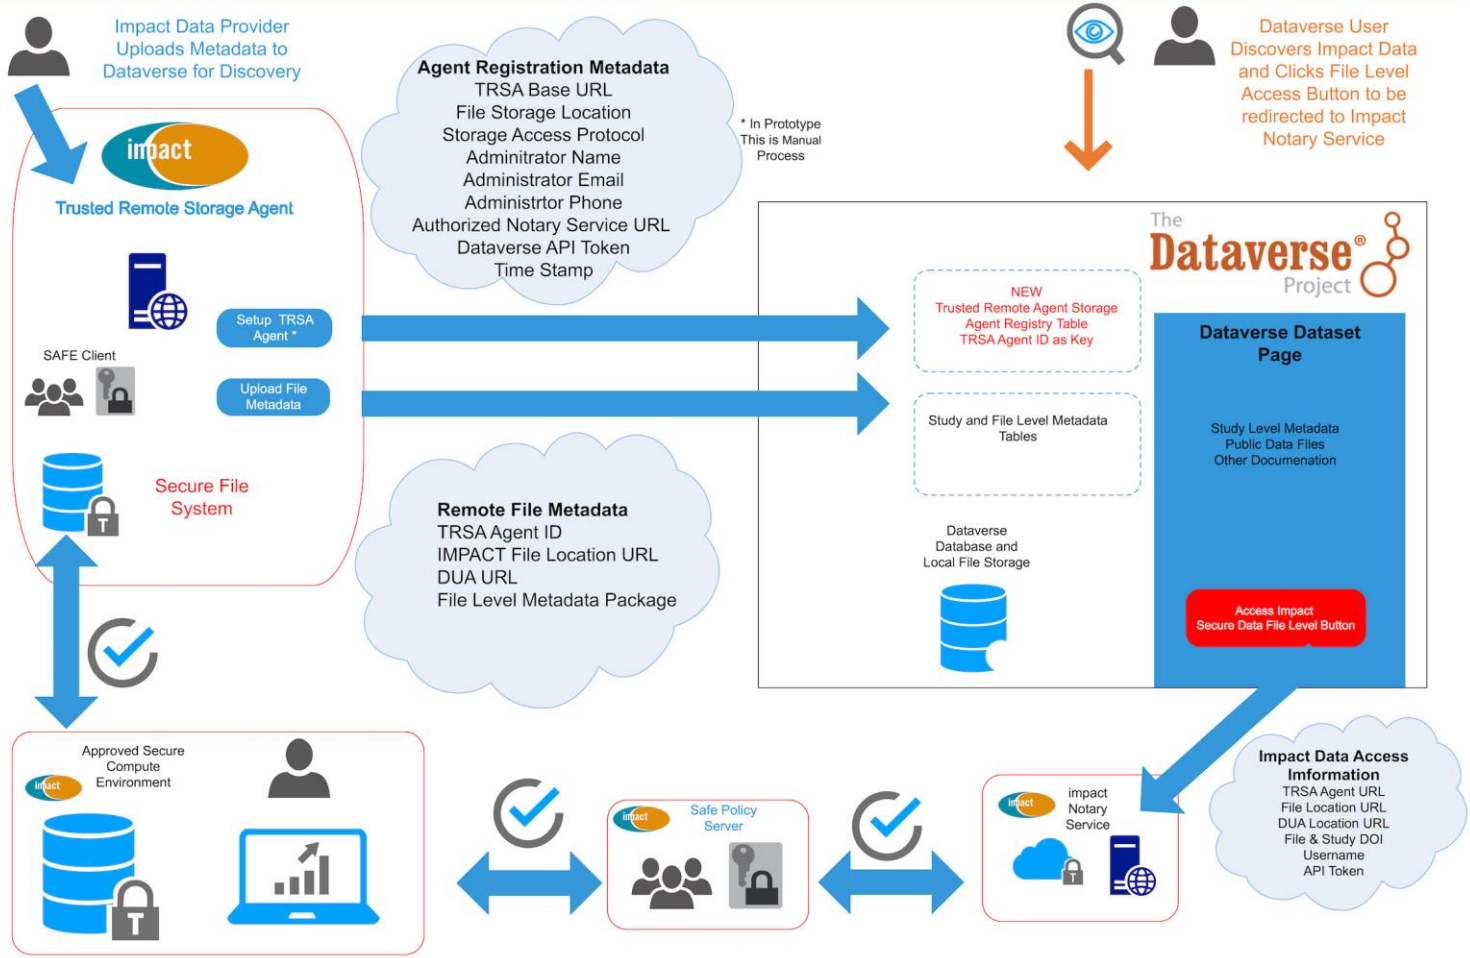 Impact Data Provider
Uploads Metadata to
Dataverse for Discovery
impact
Trusted Remote Storage Agent
SAFE Client
Setup TRSA
Agent *
Upload File
Metadata
Secure File
System
T
Agent Registration Metadata
TRSA Base URL
File Storage Location
Storage Access Protocol
Adminitrator Name
Administrator Email
Administrtor Phone
Authorized Notary Service URL
Dataverse API Token
Time Stamp
* In Prototype
This is Manual
Process
Dataverse User
Discovers Impact Data
and Clicks File Level
Access Button to be
redirected to Impact
Notary Service
The
Dataverse®
Project
NEW
Trusted Remote Agent Storage
Agent Registry Table
TRSA Agent ID as Key
Study and File Level Metadata
Tables
Dataverse
Database and
Local File Storage
Dataverse Dataset
Page
Study Level Metadata
Public Data Files
Other Documenation
Access Impact
Secure Data File Level Button
Remote File Metadata
TRSA Agent ID
IMPACT File Location URL
DUA URL
File Level Metadata Package
Approved Secure
Compute
Environment
impact
T
impact
Safe Policy
Server
impact
impact
Notary
Service
Impact Data Access
Imformation
TRSA Agent URL
File Location URL
DUA Location URL
File & Study DOI
Username
API Token